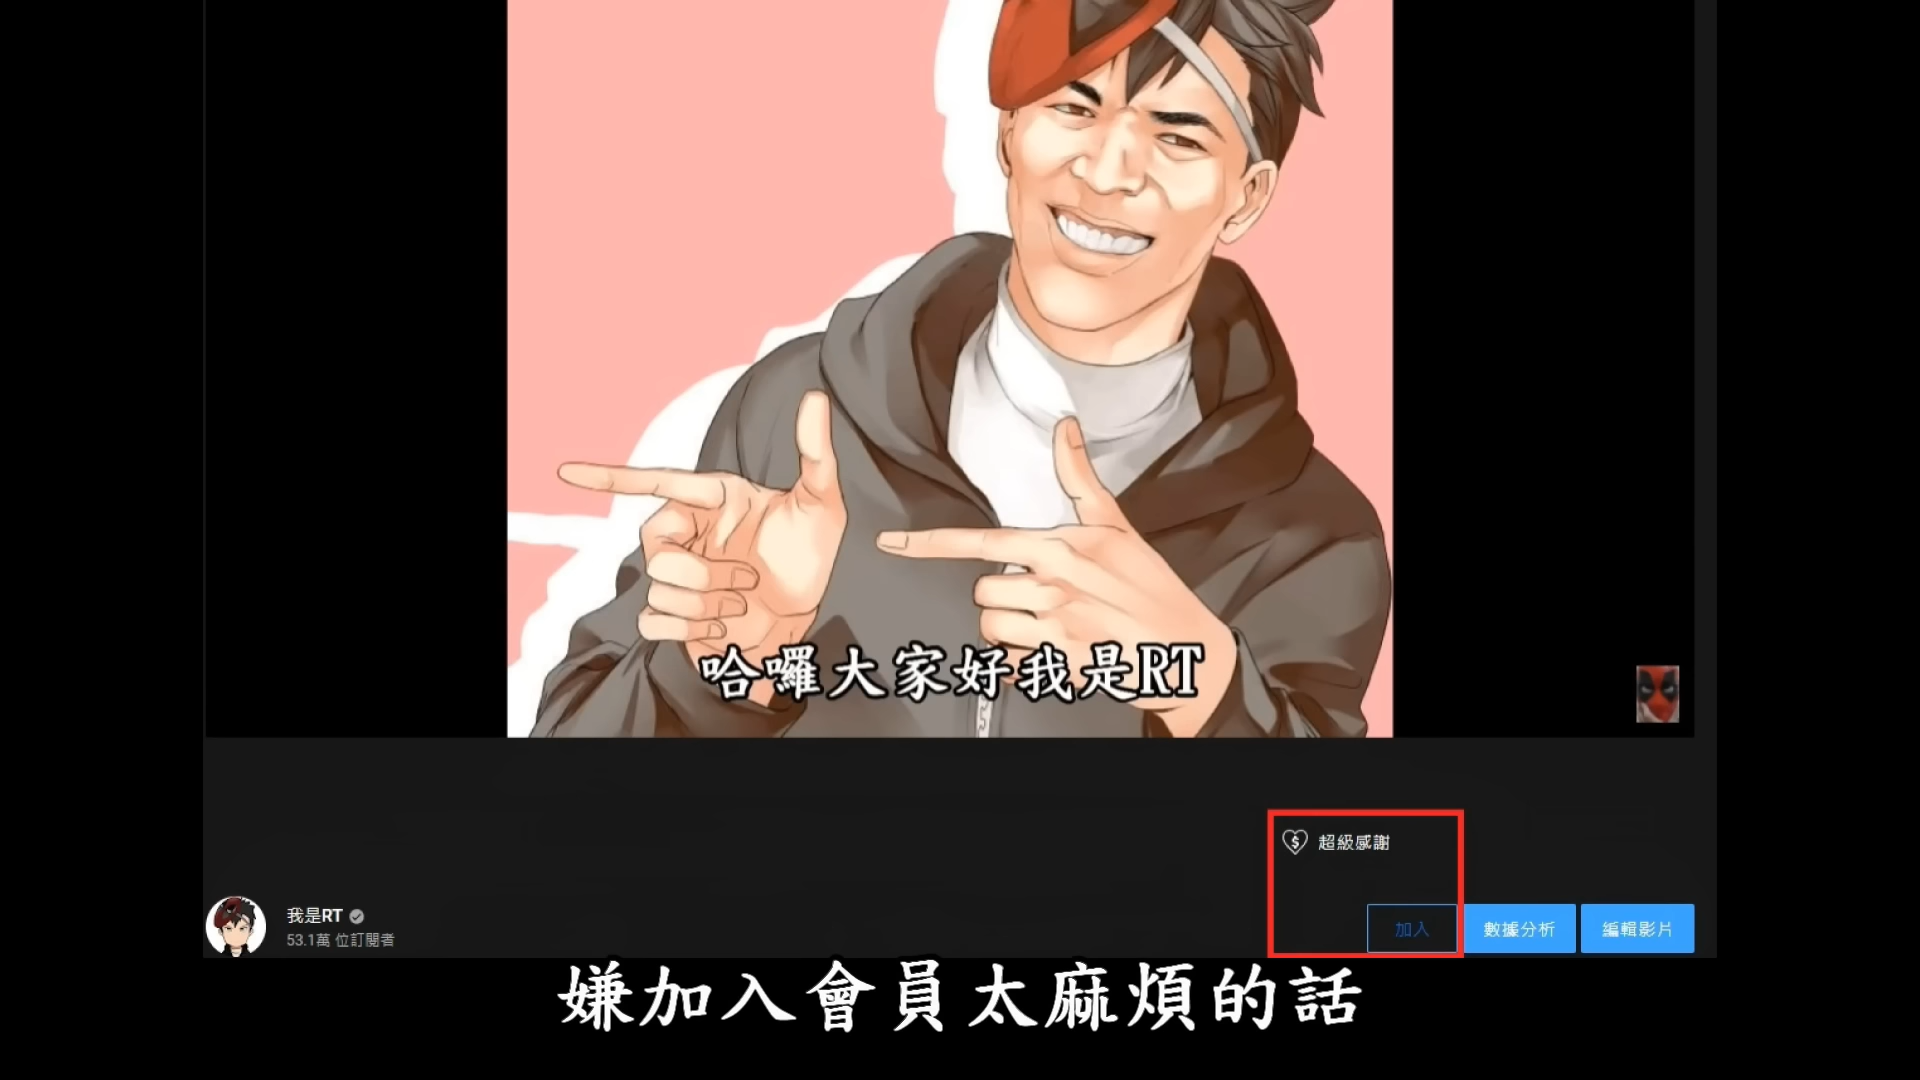 哈囉大家好我是RT
超級感謝
我是RT
53.1萬 位訂閱者
加入
數據分析
編輯影片
嫌加入會員太麻煩的話